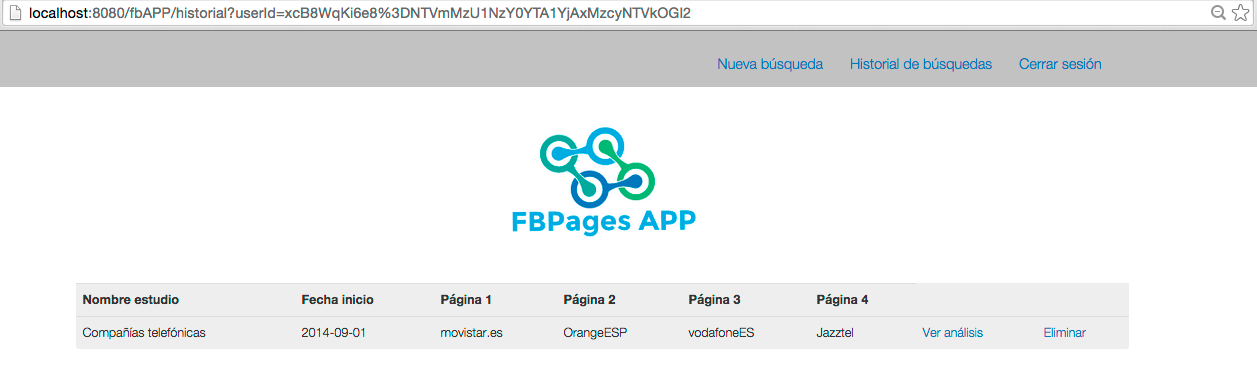 localhost:8080/fbAPP/historial?userId=xcB8WqKi6e8%3DNTVmMzU1NzY0YTA1YjAxMzcyNTVkOGI2
Nueva búsqueda Historial de búsquedas Cerrar sesión
FBPages APP
Nombre estudio Fecha inicio Página 1 Página 2 Página 3 Página 4
Compañías telefónicas 2014-09-01 movistar.es OrangeESP vodafoneES Jazztel Ver análisis Eliminar